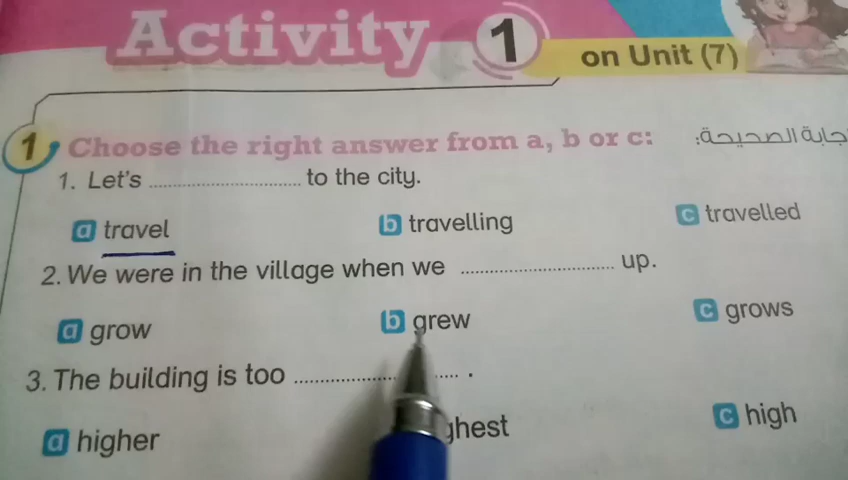 Activity 1 on Unit (7)
1 Choose the right answer from a, b or c: الصحيحة:
1. Let's ............................ to the city.
a travel b travelling c travelled
2. We were in the village when we ............................ up.
a grow b grew c grows
3. The building is too ............................ .
a higher c high